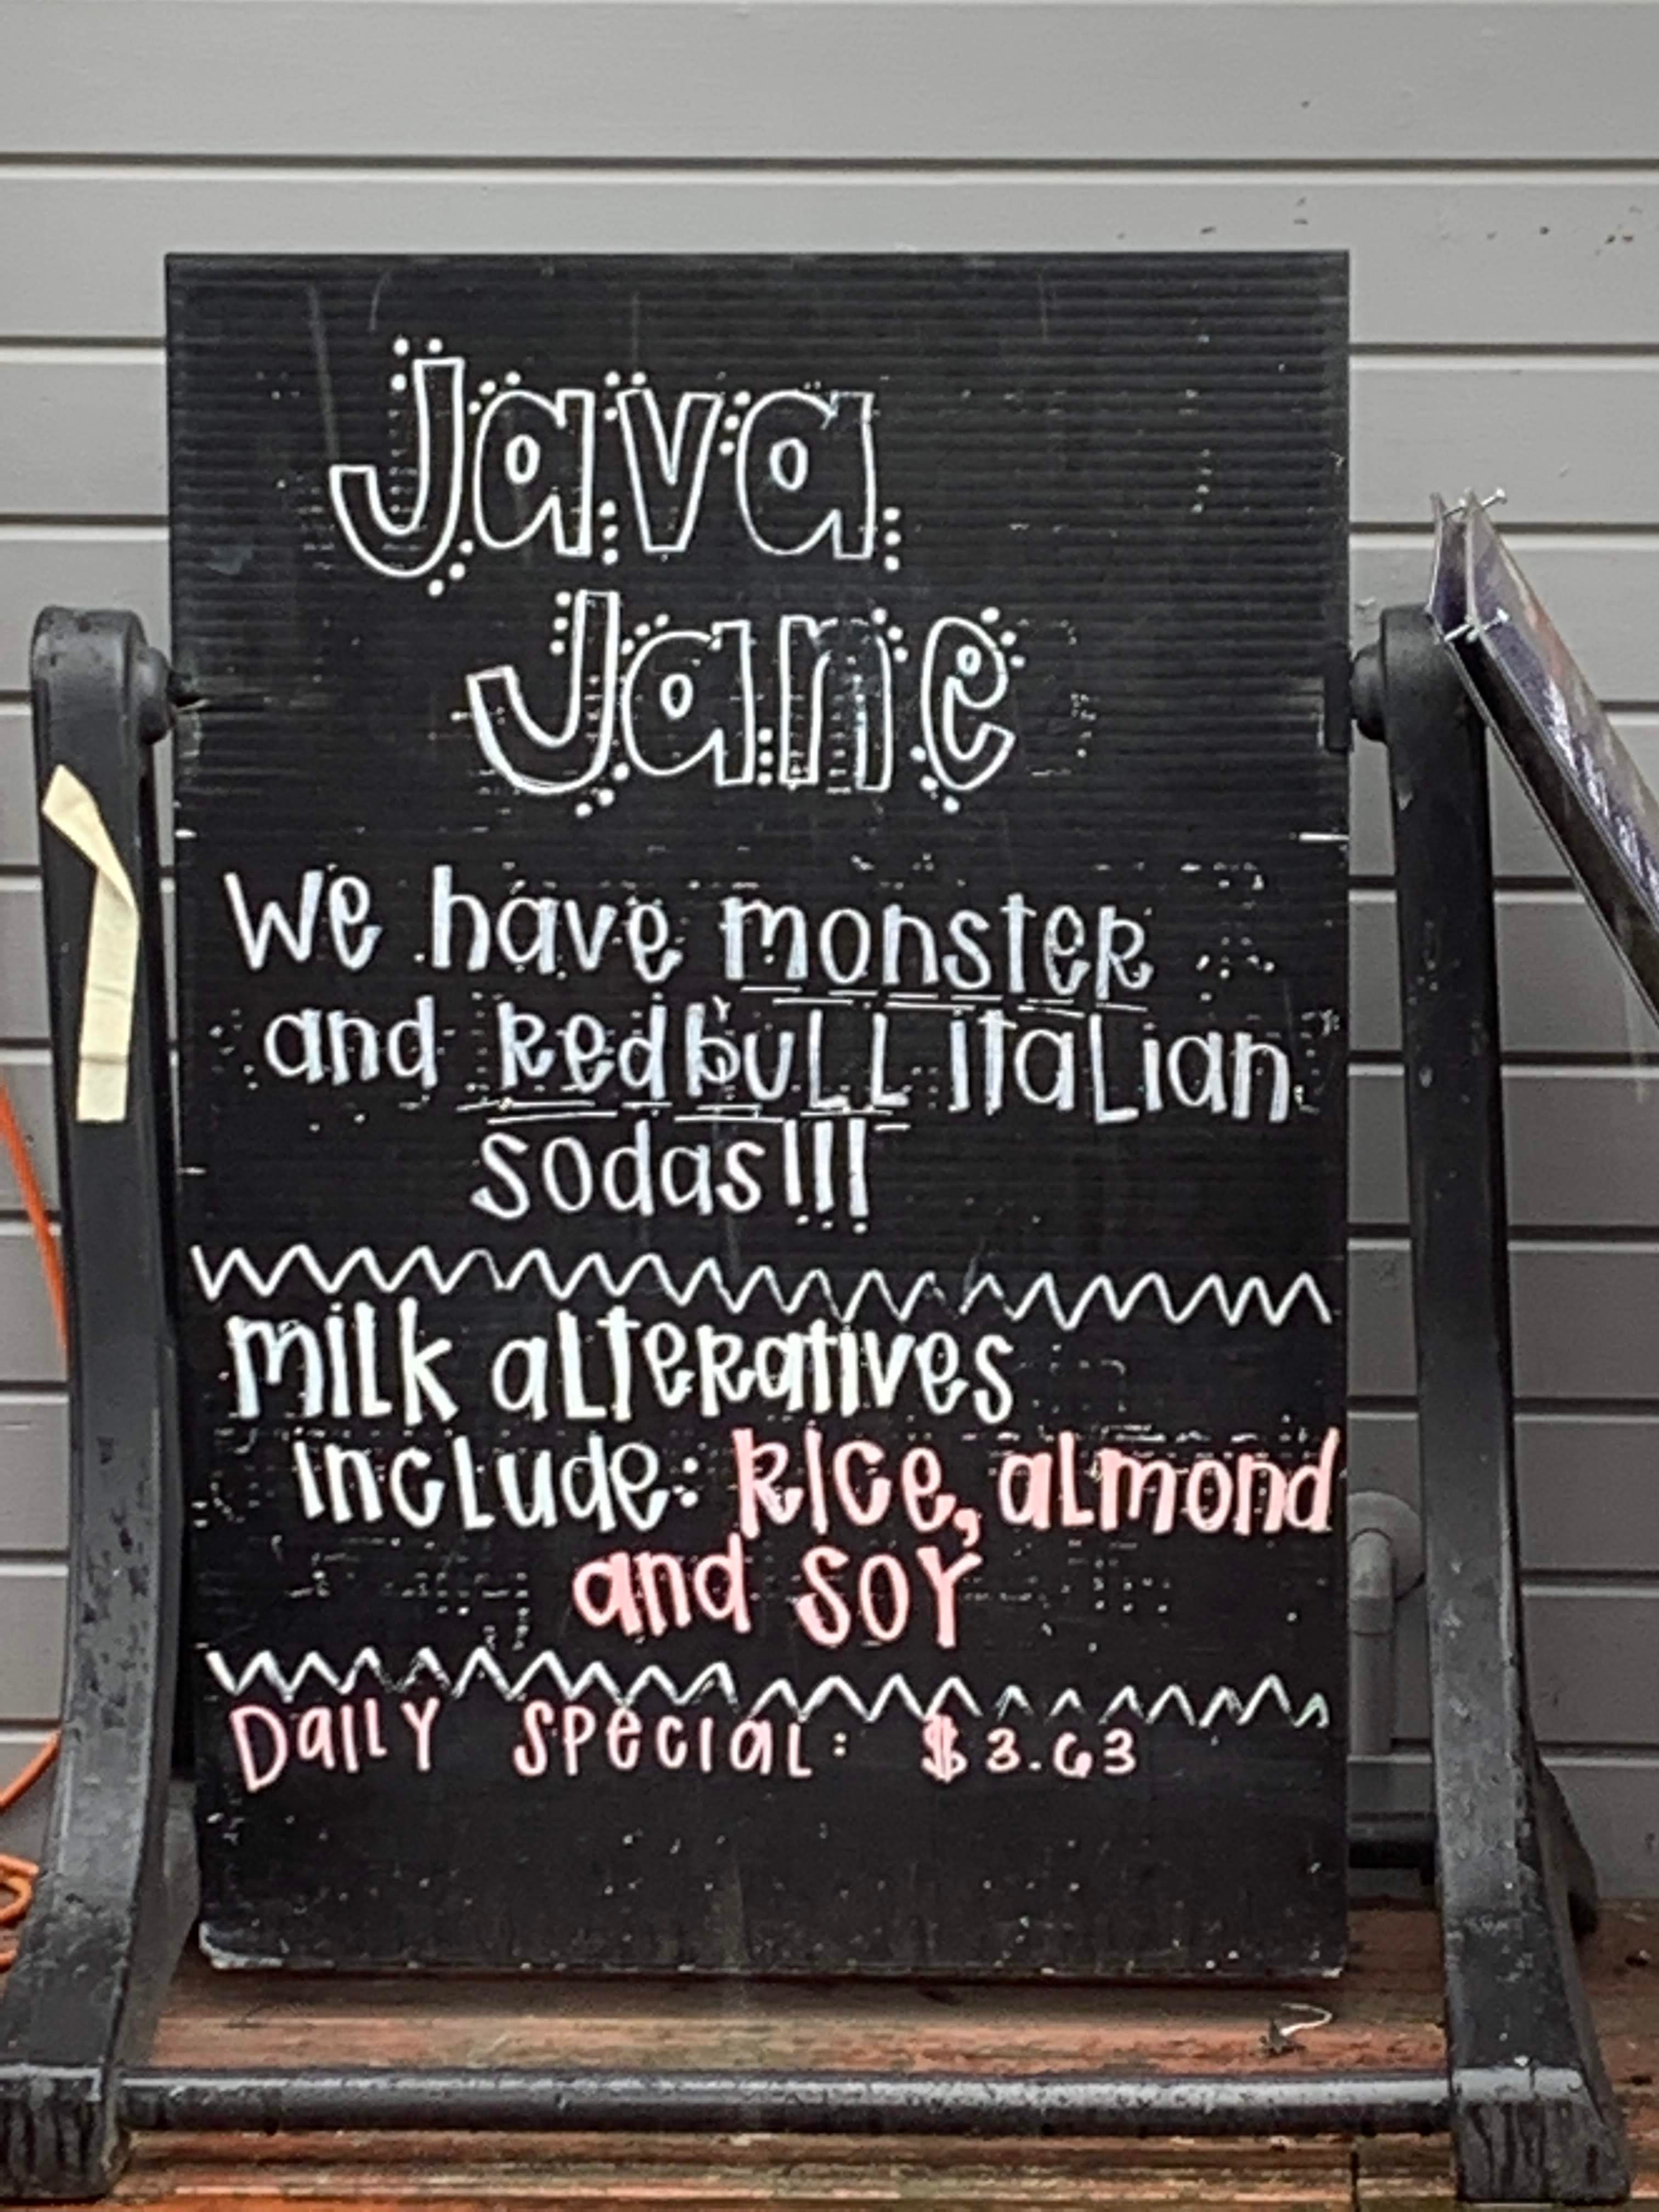 Java
Jane
We have monster
and Redbull Italian
sodas!!!
milk alteratives
include: Rice, almond
and soy
Daily special: $3.63